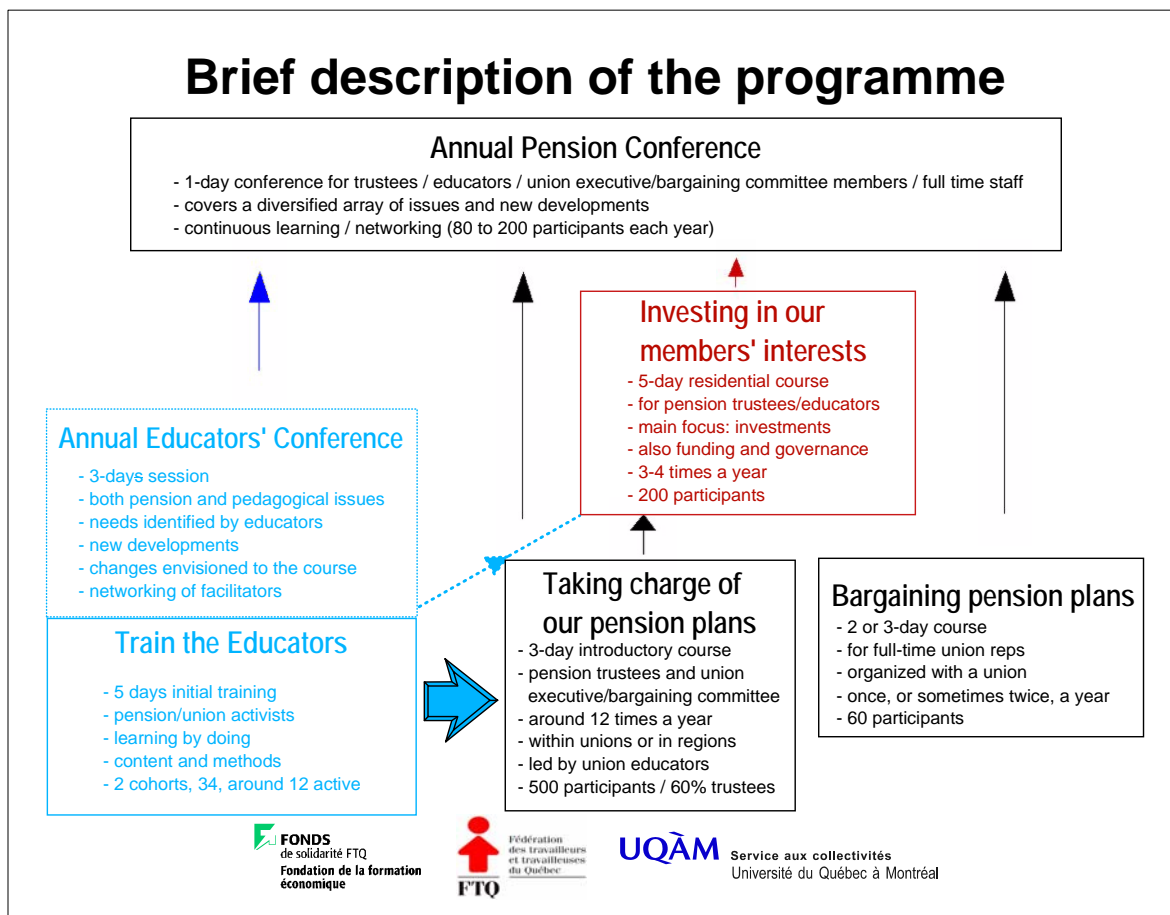 Brief description of the programme
Annual Pension Conference
- 1-day conference for trustees / educators / union executive/bargaining committee members / full time staff
- covers a diversified array of issues and new developments
- continuous learning / networking (80 to 200 participants each year)
Investing in our
members' interests
- 5-day residential course
- for pension trustees/educators
- main focus: investments
- also funding and governance
- 3-4 times a year
- 200 participants
Annual Educators' Conference
- 3-days session
- both pension and pedagogical issues
- needs identified by educators
- new developments
- changes envisioned to the course
- networking of facilitators
Train the Educators
- 5 days initial training
- pension/union activists
- learning by doing
- content and methods
- 2 cohorts, 34, around 12 active
Taking charge of
our pension plans
- 3-day introductory course
- pension trustees and union
executive/bargaining committee
- around 12 times a year
- within unions or in regions
- led by union educators
- 500 participants / 60% trustees
Bargaining pension plans
- 2 or 3-day course
- for full-time union reps
- organized with a union
- once, or sometimes twice, a year
- 60 participants
FONDS
de solidarité FTQ
Fondation de la formation
économique
FTQ
Fédération
des travailleurs
et travailleuses
du Québec
UQÀM
Service aux collectivités
Université du Québec à Montréal